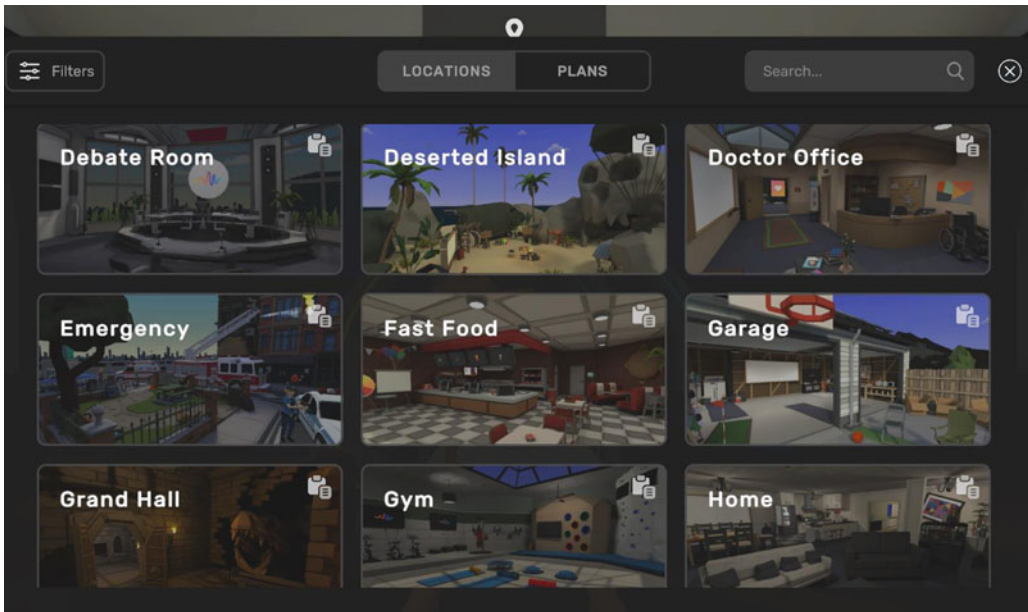 Filters
LOCATIONS
PLANS
Search...
Debate Room
Deserted Island
Doctor Office
Emergency
Fast Food
Garage
Grand Hall
Gym
Home